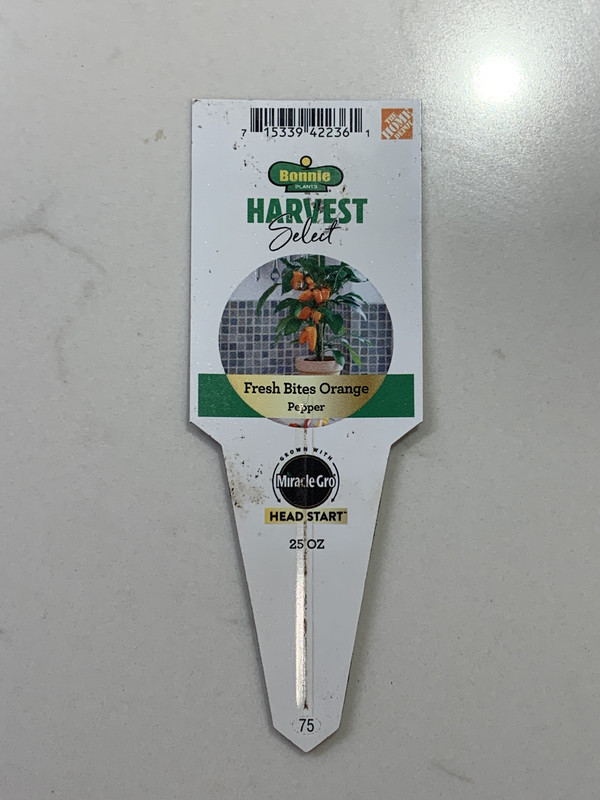 7 15339 42236 1
THE HOME DEPOT
Bonnie
PLANTS
HARVEST
Select
Fresh Bites Orange
Pepper
GROWN WITH
Miracle-Gro
HEAD START™
25 OZ
75